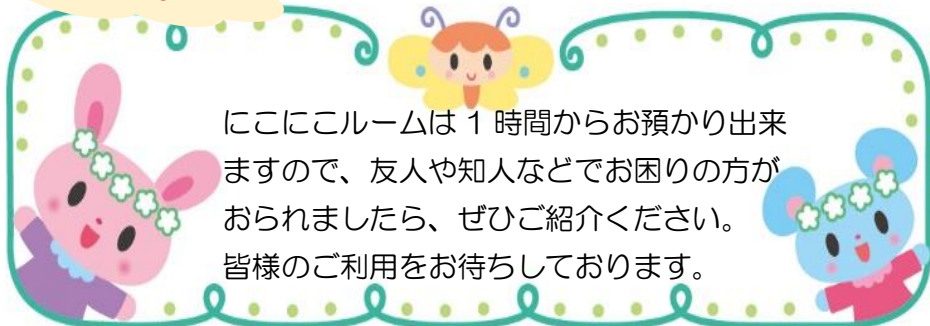 にこにこルームは 1 時間からお預かり出来
ますので、友人や知人などでお困りの方が
おられましたら、ぜひご紹介ください。
皆様のご利用をお待ちしております。